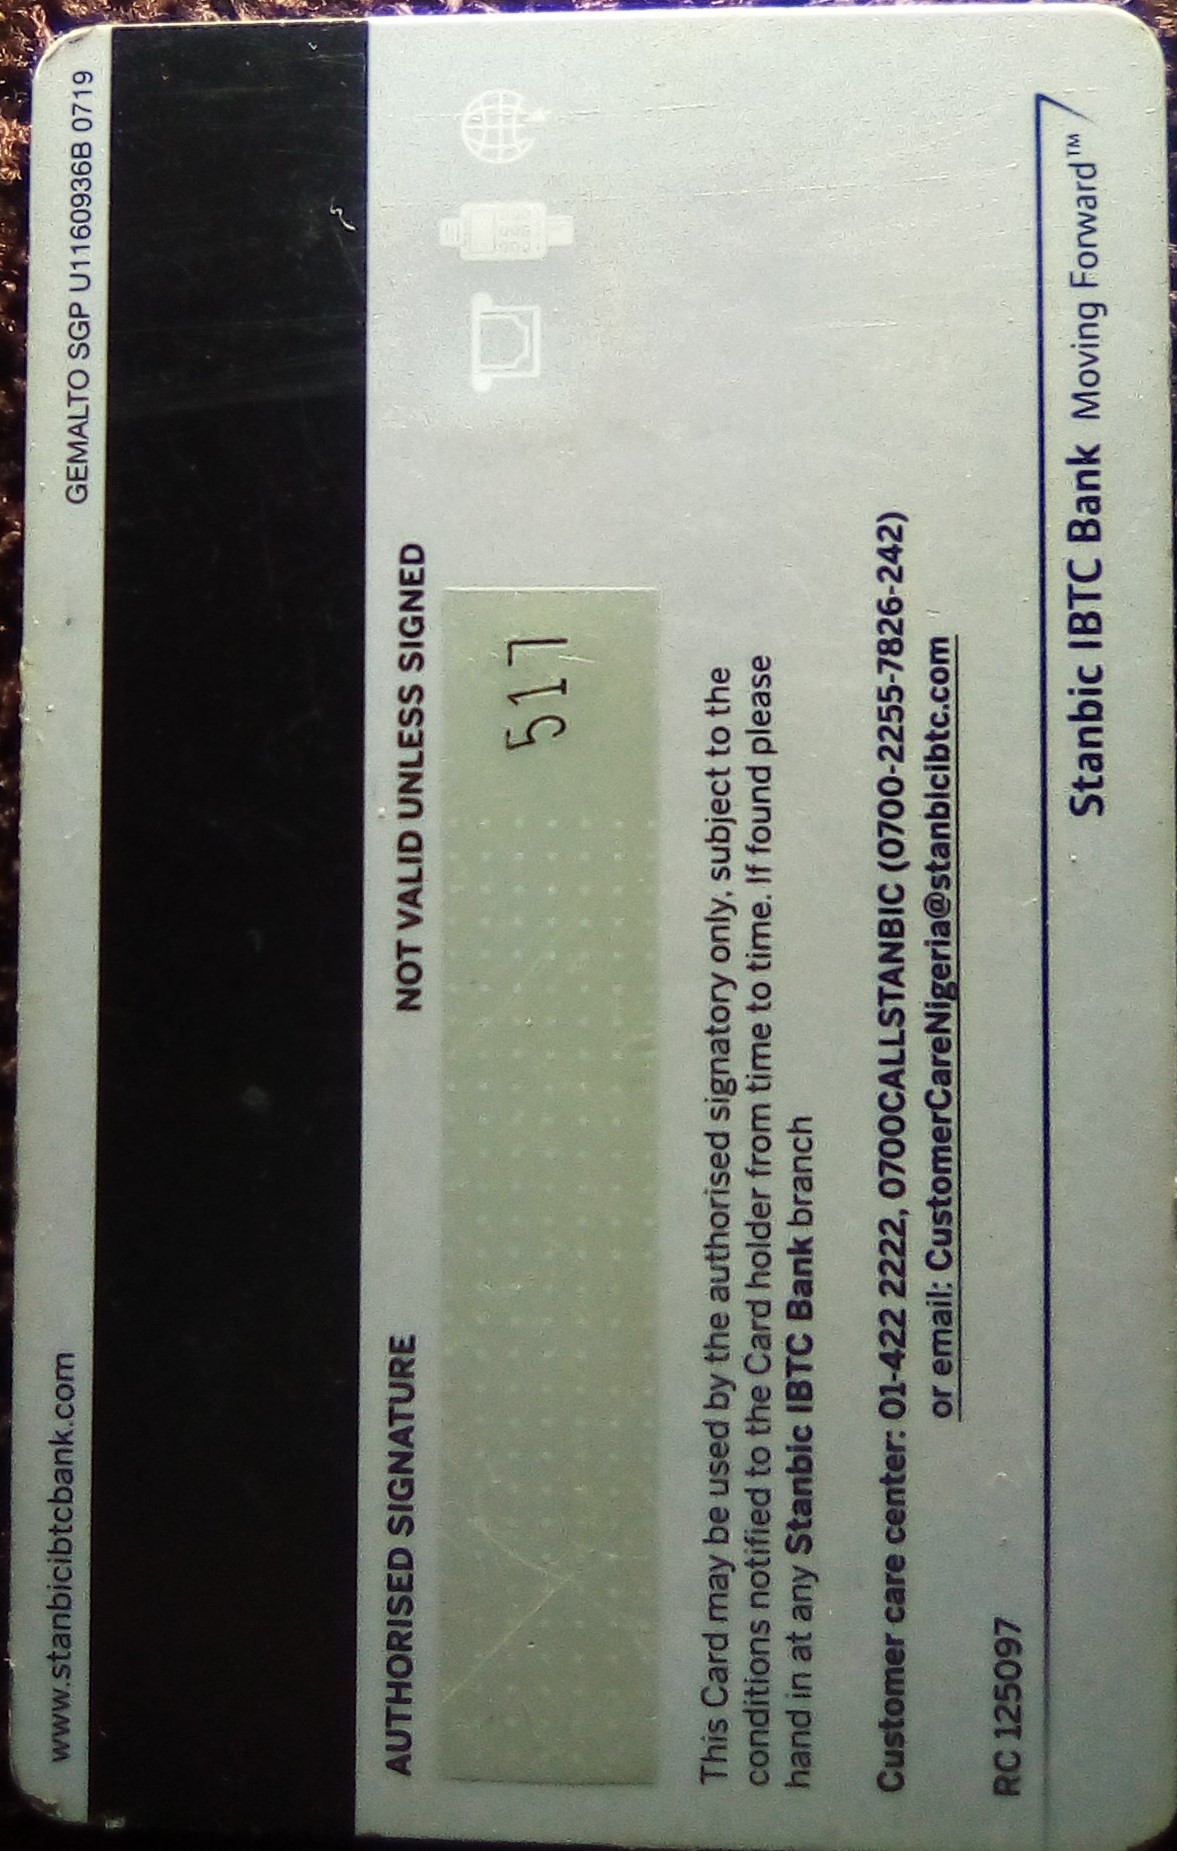 www.stanbicibtcbank.com GEMALTO SGP U1160936B 0719
AUTHORISED SIGNATURE NOT VALID UNLESS SIGNED
517
This Card may be used by the authorised signatory only, subject to the
conditions notified to the Card holder from time to time. If found please
hand in at any Stanbic IBTC Bank branch
Customer care center: 01-422 2222, 0700CALLSTANBIC (0700-2255-7826-242)
or email: CustomerCareNigeria@stanbicibtc.com
RC 125097
Stanbic IBTC Bank Moving Forward™